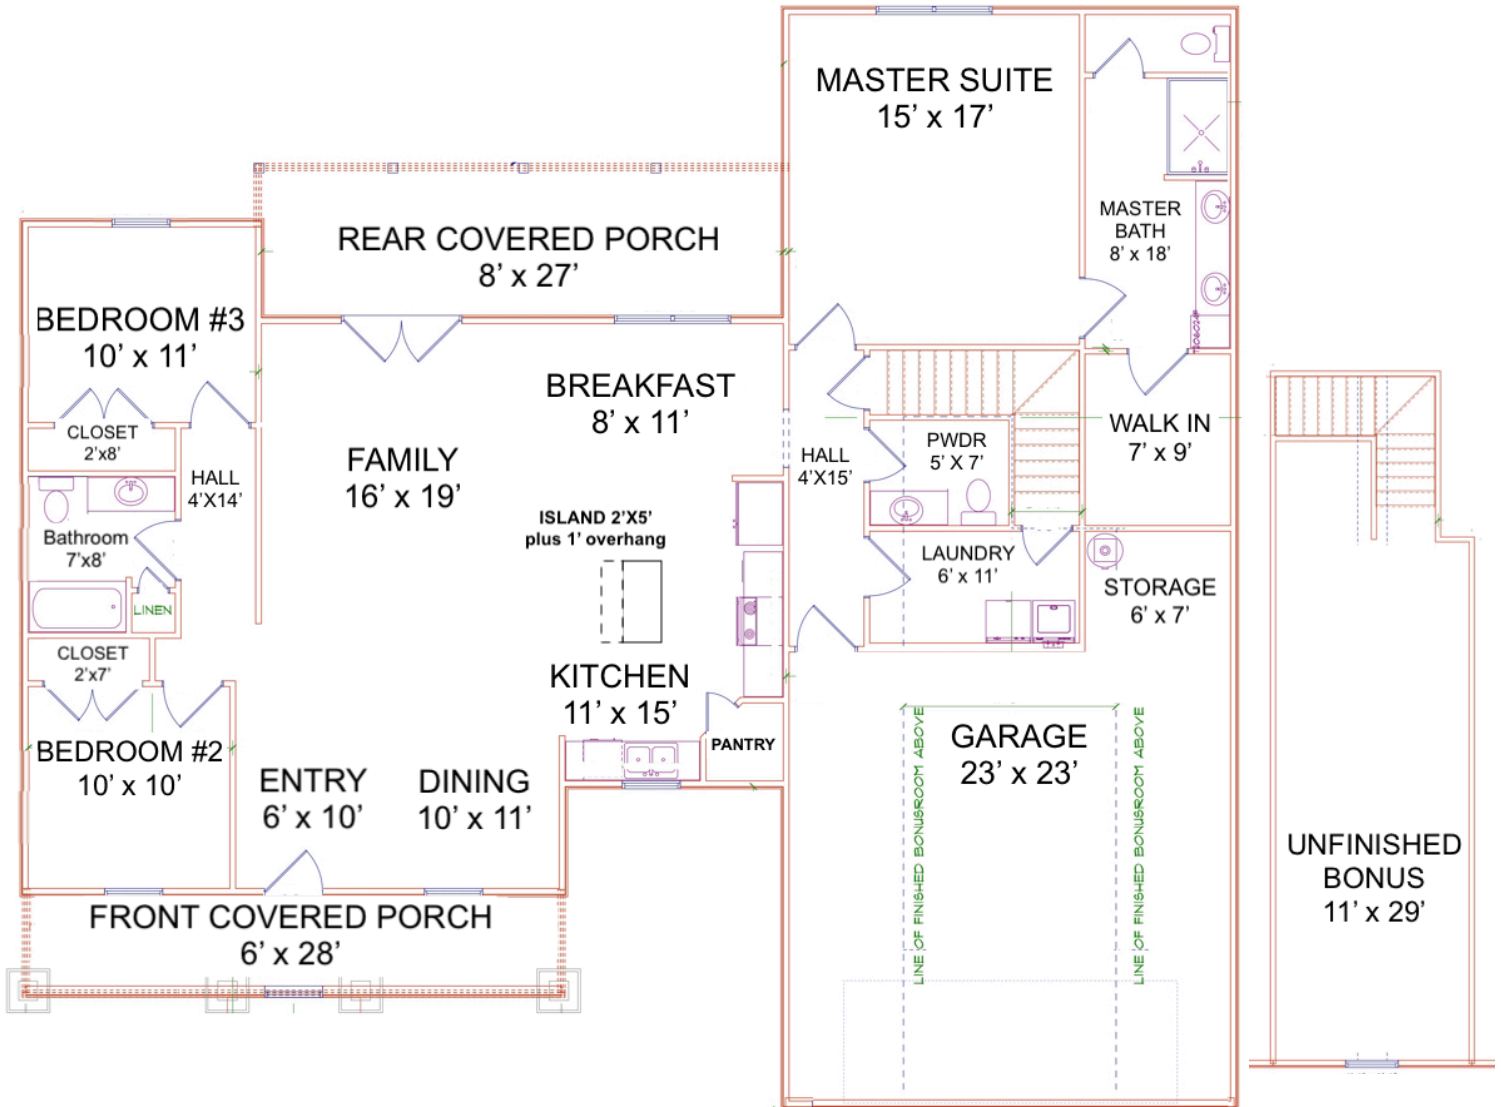 MASTER SUITE
15’ x 17’
MASTER
BATH
8’ x 18’
REAR COVERED PORCH
8’ x 27’
BEDROOM #3
10’ x 11’
BREAKFAST
8’ x 11’
CLOSET
2’x8’
HALL
4’X14’
FAMILY
16’ x 19’
HALL
4’X15’
PWDR
5’ X 7’
WALK IN
7’ x 9’
ISLAND 2’X5’
plus 1’ overhang
Bathroom
7’x8’
LINEN
LAUNDRY
6’ x 11’
STORAGE
6’ x 7’
CLOSET
2’x7’
KITCHEN
11’ x 15’
PANTRY
BEDROOM #2
10’ x 10’
ENTRY
6’ x 10’
DINING
10’ x 11’
GARAGE
23’ x 23’
LINE OF FINISHED BONUSROOM ABOVE
LINE OF FINISHED BONUSROOM ABOVE
UNFINISHED
BONUS
11’ x 29’
FRONT COVERED PORCH
6’ x 28’